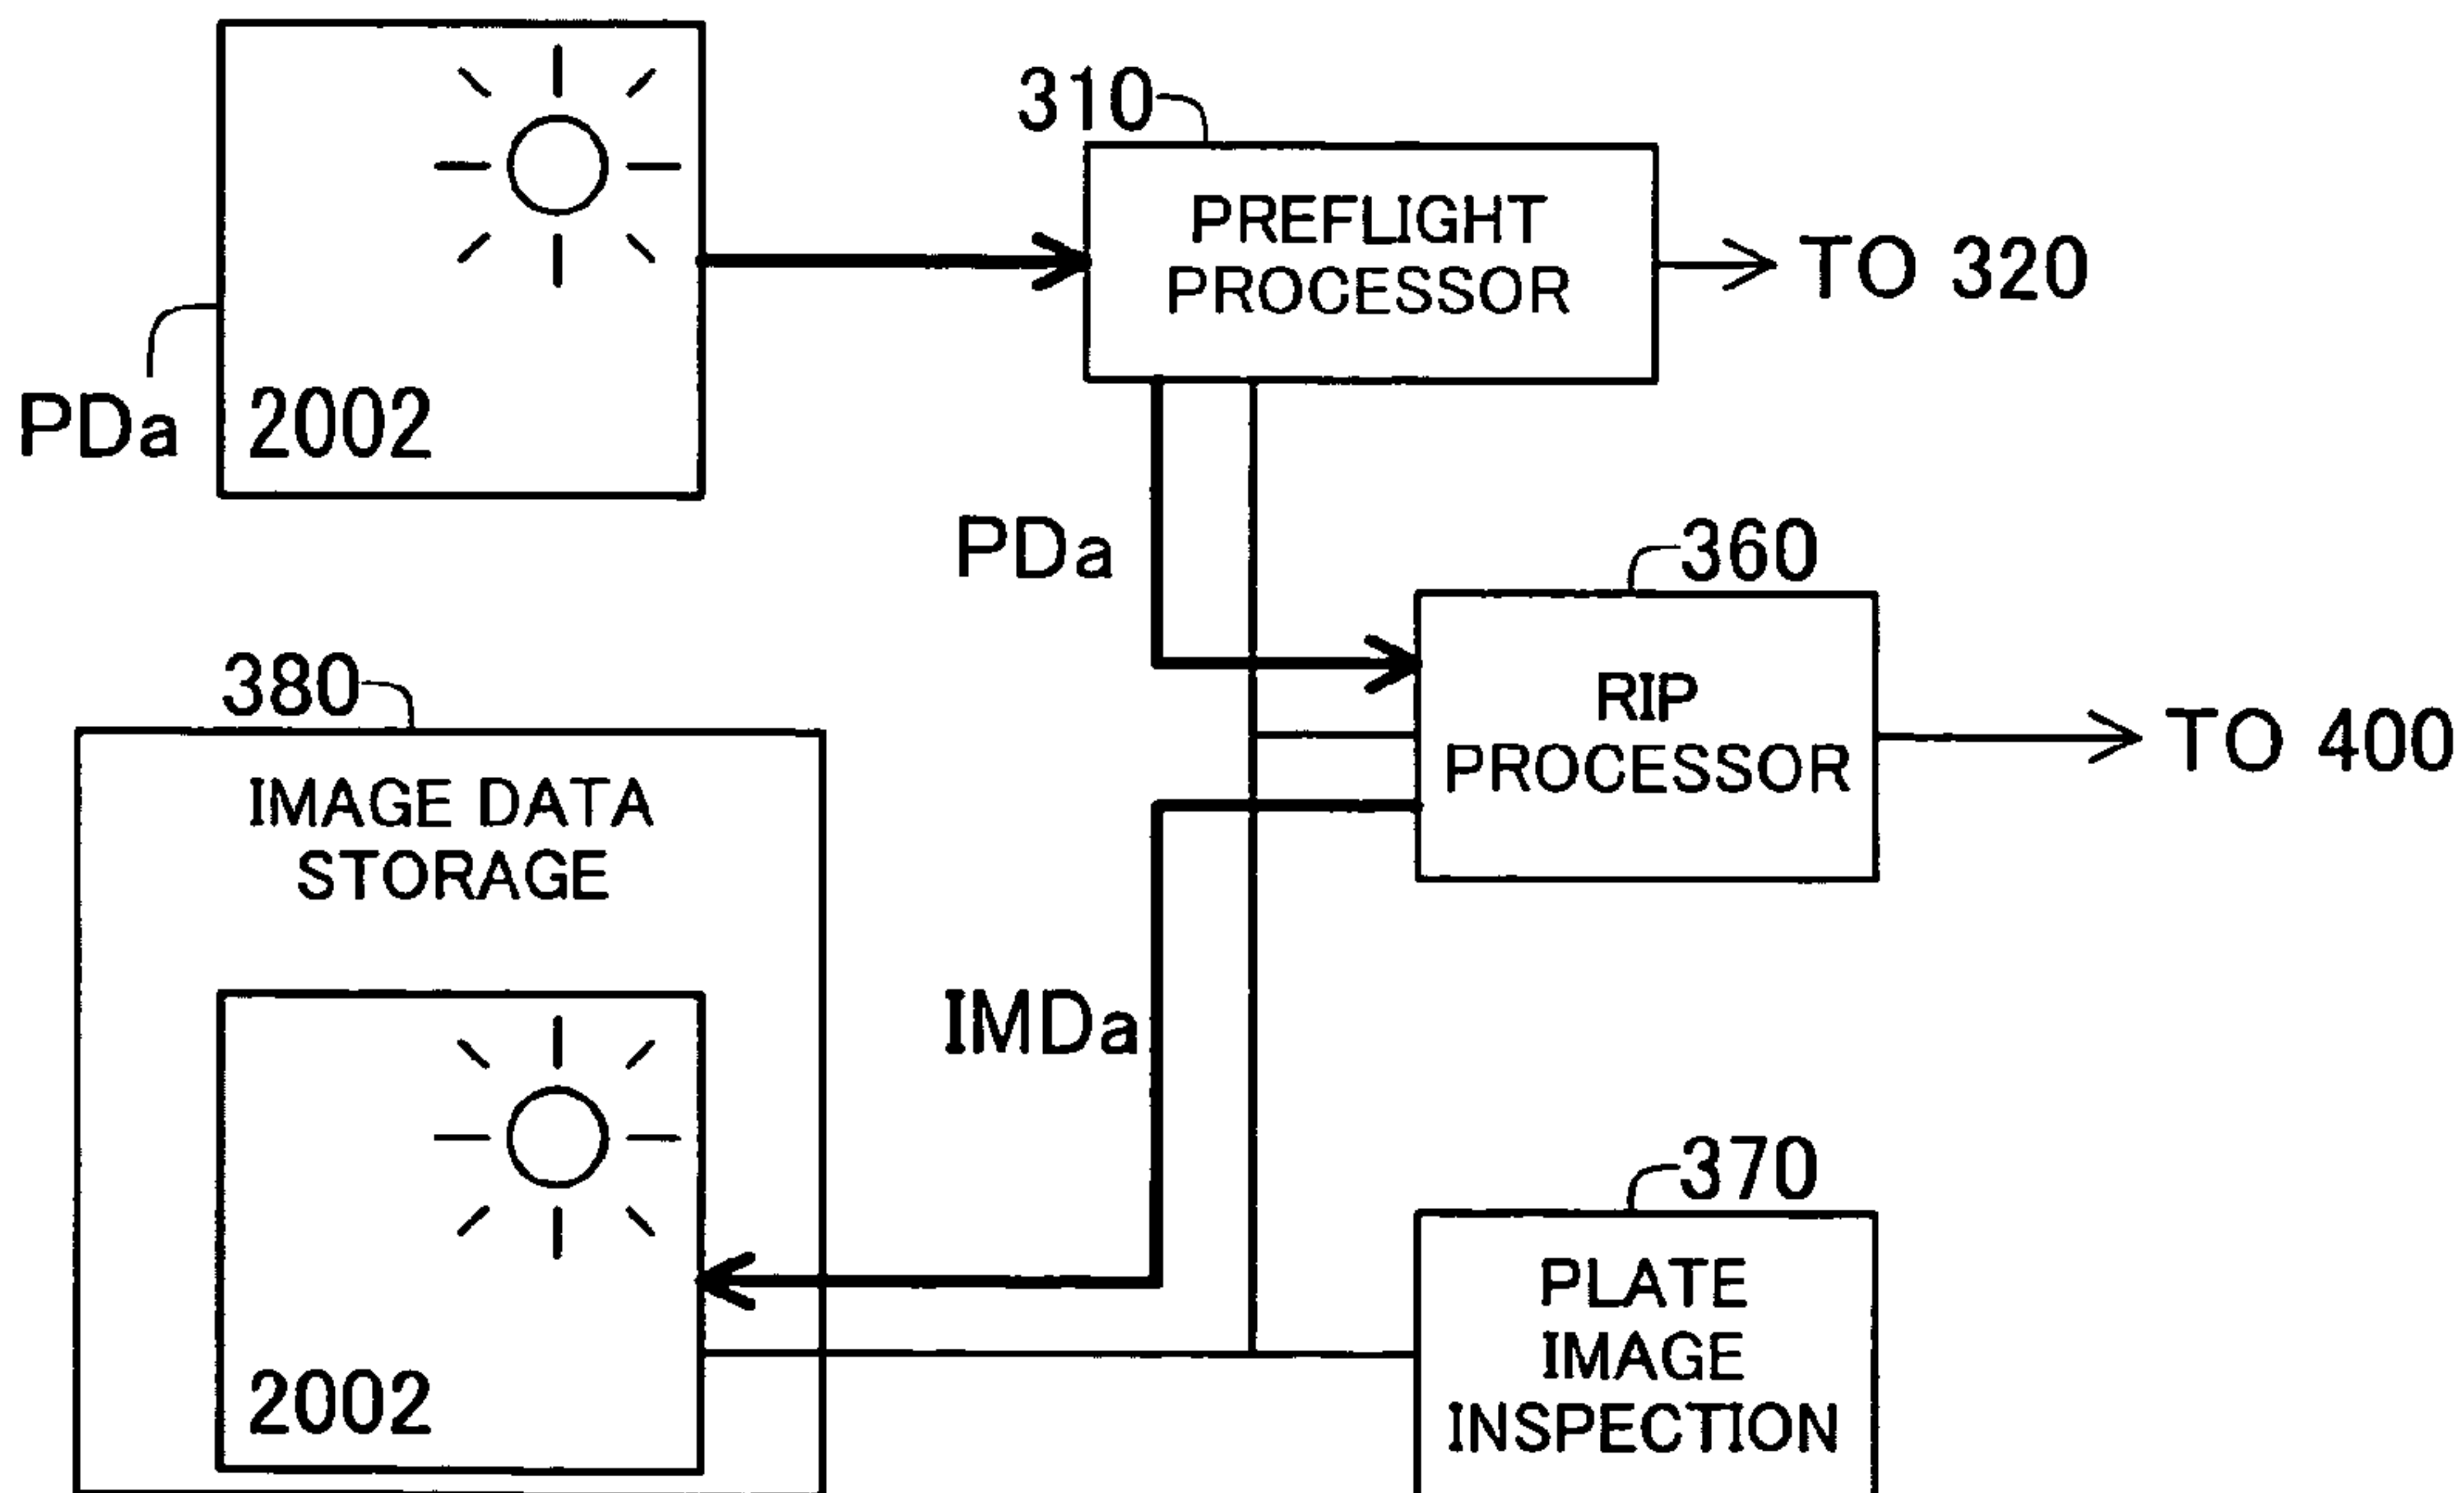 310
PREFLIGHT
PROCESSOR
TO 320
PDa
2002
PDa
360
RIP
PROCESSOR
TO 400
380
IMAGE DATA
STORAGE
IMDa
2002
370
PLATE
IMAGE
INSPECTION